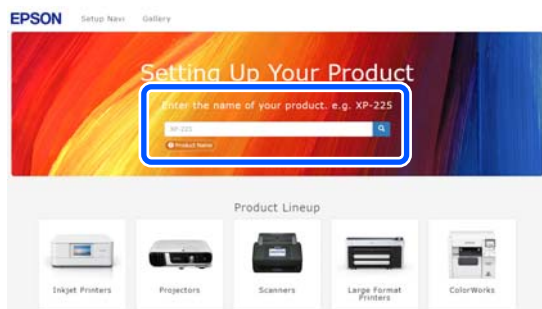 EPSON
Setup Navi
Gallery
Setting Up Your Product
Enter the name of your product. e.g. XP-225
XP-225
Product Name
Product Lineup
Inkjet Printers
Projectors
Scanners
Large Format
Printers
ColorWorks